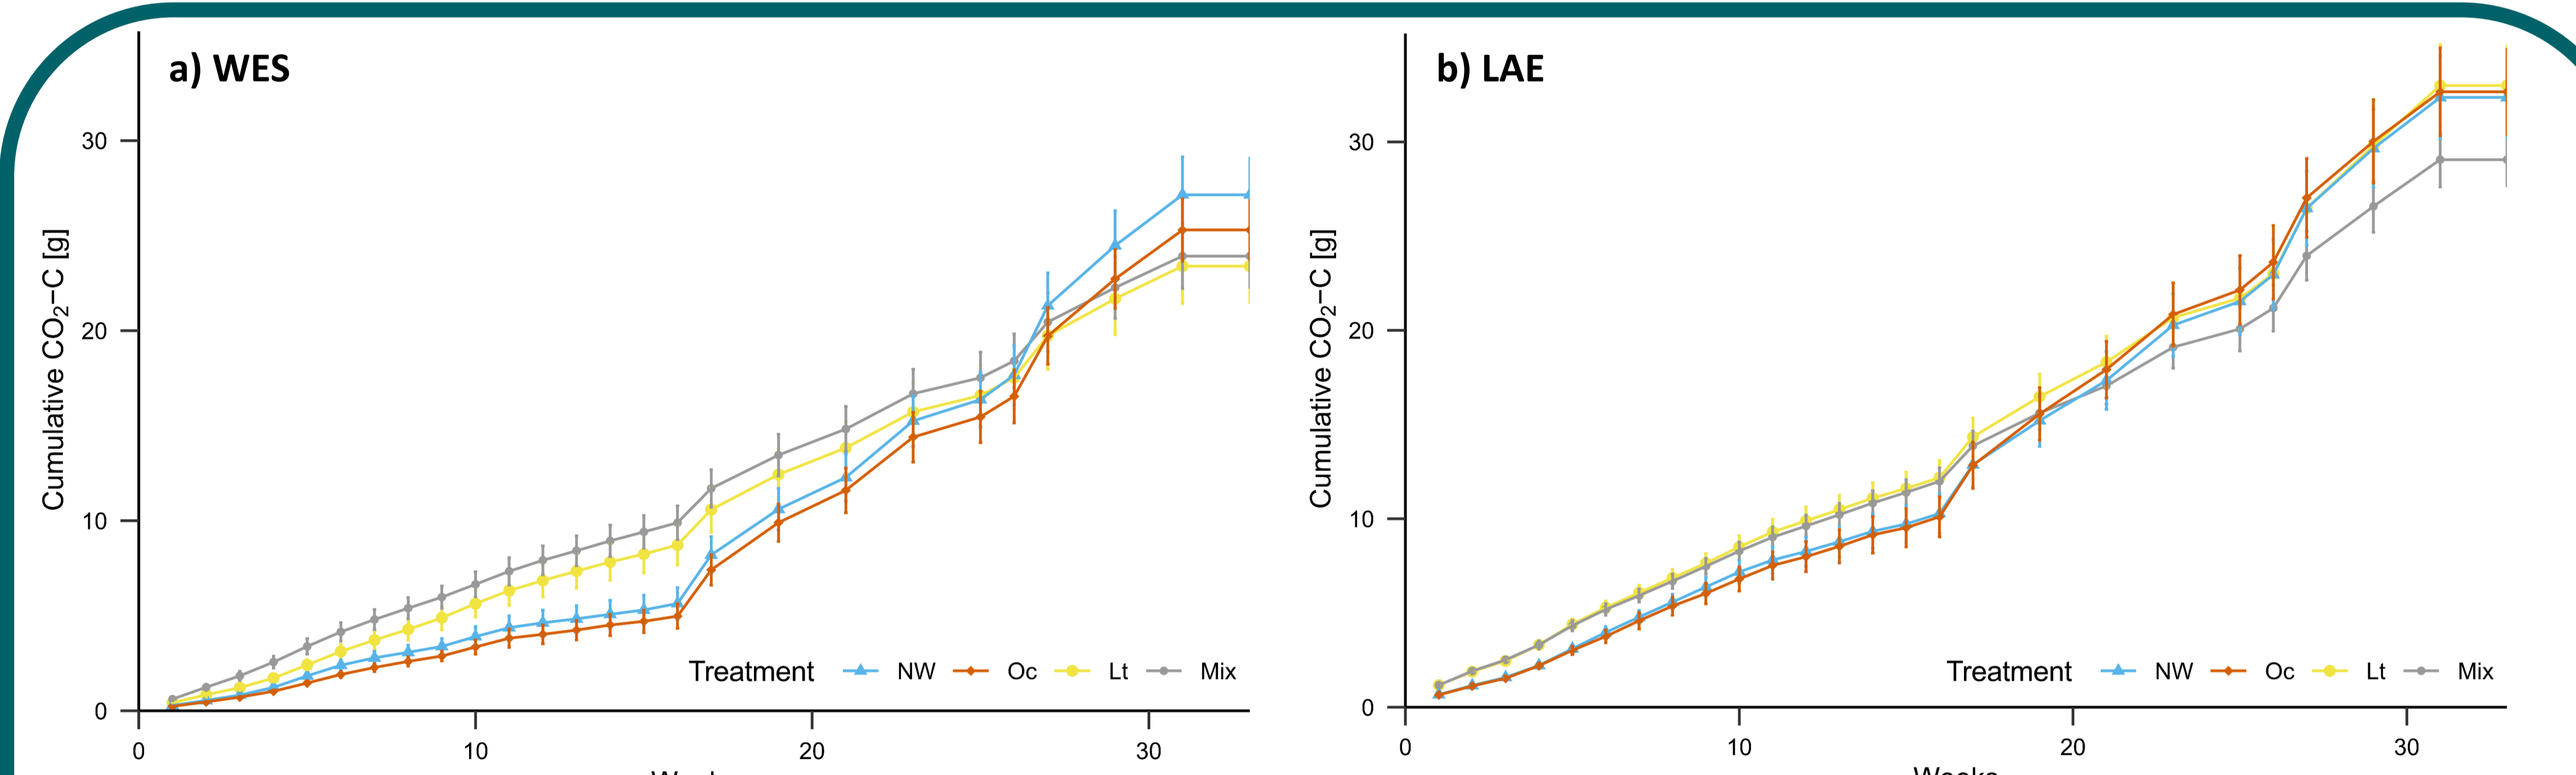 a) WES
Cumulative CO₂−C [g]
30
20
10
0
Treatment NW Oc Lt Mix
0 10 20 30
b) LAE
Cumulative CO₂−C [g]
30
20
10
0
Treatment NW Oc Lt Mix
0 10 20 30